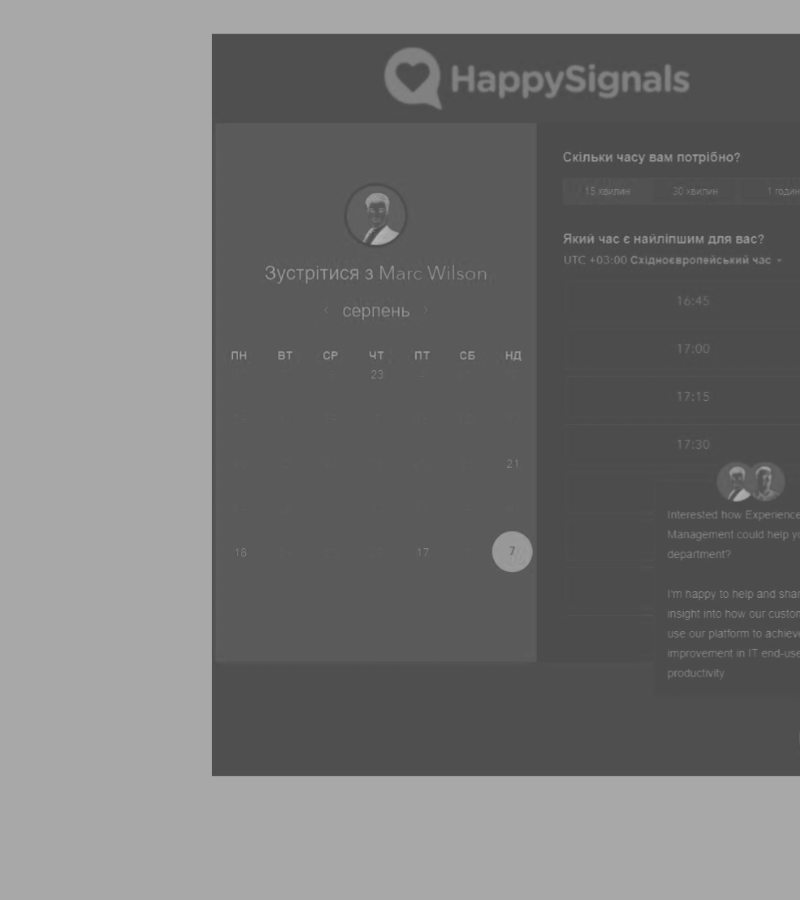 HappySignals
Зустрітися з Marc Wilson
серпень
ПН ВТ СР ЧТ ПТ СБ НД
23
21
18 17 7
Скільки часу вам потрібно?
15 хвилин 30 хвилин 1 годин
Який час є найліпшим для вас?
UTC +03:00 Східноєвропейський час
16:45
17:00
17:15
17:30
Interested how Experience
Management could help yo
department?
I'm happy to help and shar
insight into how our custon
use our platform to achieve
improvement in IT end-use
productivity